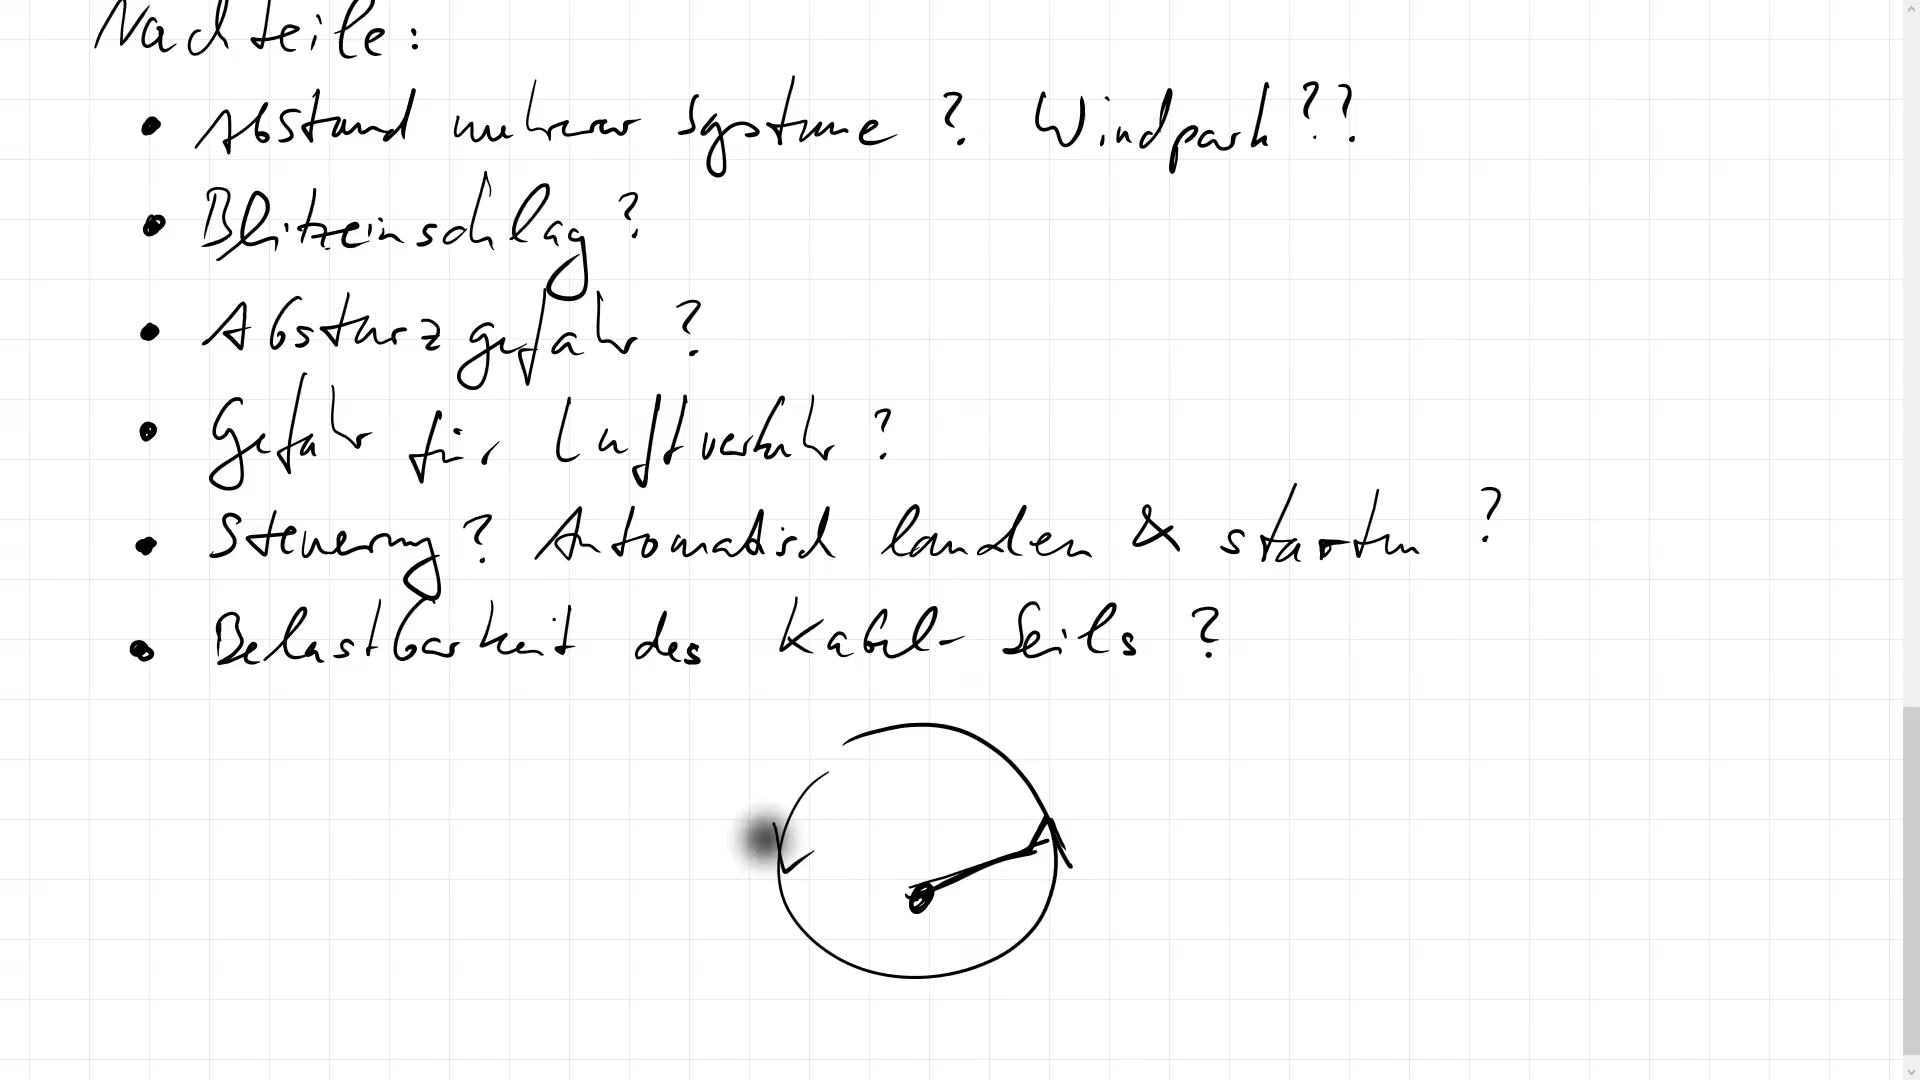 Nachteile:
• Abstand mehrerer Systeme? Windpark??
• Blitzeinschlag?
• Absturzgefahr?
• Gefahr für Luftverkehr?
• Steuerung? Automatisch landen & starten?
• Belastbarkeit des Kabel-Seils?